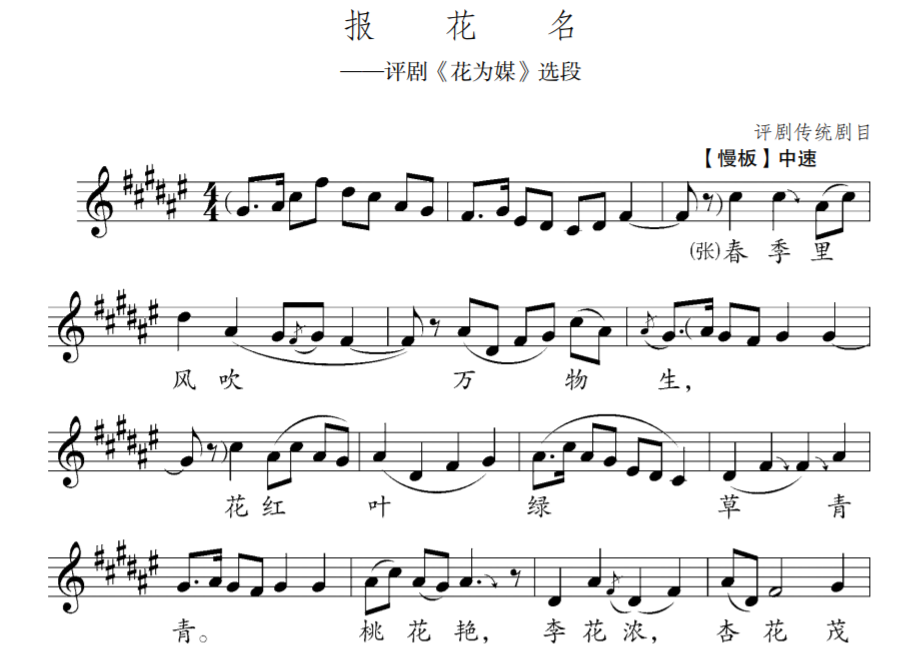 报花名
——评剧《花为媒》选段
评剧传统剧目
【慢板】中速
(张)春季里
风吹万物生，
花红叶绿草青
青。桃花艳，李花浓，杏花茂